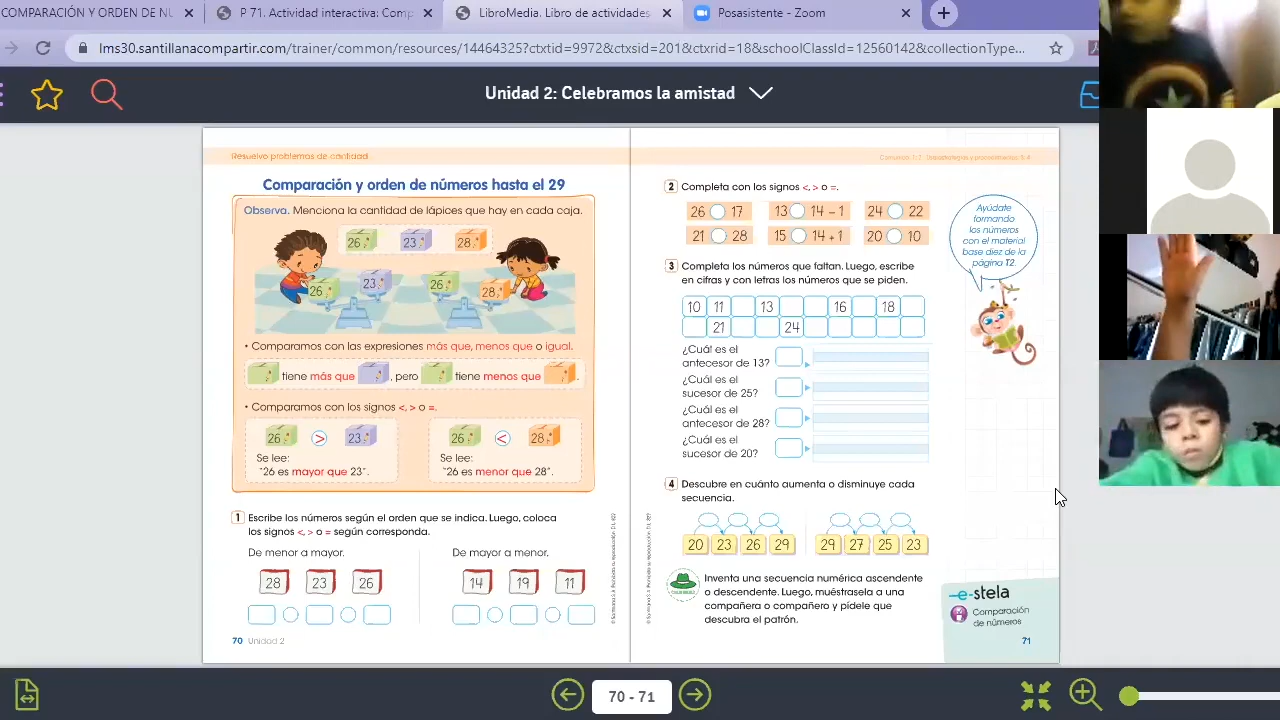 COMPARACIÓN Y ORDEN DE NU
P 71. Actividad interactiva: Comp
LibroMedia. Libro de actividades
Posasistente - Zoom
lms30.santillanacompartir.com/trainer/common/resources/14464325?ctxtid=9972&ctxsid=201&ctxrid=18&schoolClassId=12560142&collectionType...
Unidad 2: Celebramos la amistad
Resuelvo problemas de cantidad
Comparación y orden de números hasta el 29
Observa. Menciona la cantidad de lápices que hay en cada caja.
26 23 28
26 23 26 28
• Comparamos con las expresiones más que, menos que o igual.
tiene más que , pero tiene menos que .
• Comparamos con los signos <, > o =.
26 > 23
Se lee:
"26 es mayor que 23".
26 < 28
Se lee:
"26 es menor que 28".
1 Escribe los números según el orden que se indica. Luego, coloca
los signos <, > o = según corresponda.
De menor a mayor.
28 23 26
De mayor a menor.
14 19 11
70 Unidad 2
2 Completa con los signos <, > o =.
26 17 13 14 - 1 24 22
21 28 15 14 + 1 20 10
Ayúdate
formando
los números
con el material
base diez de la
página T2.
3 Completa los números que faltan. Luego, escribe
en cifras y con letras los números que se piden.
10 11 13 16 18
21 24
¿Cuál es el
antecesor de 13?
¿Cuál es el
sucesor de 25?
¿Cuál es el
antecesor de 28?
¿Cuál es el
sucesor de 20?
4 Descubre en cuánto aumenta o disminuye cada
secuencia.
20 23 26 29
29 27 25 23
Inventa una secuencia numérica ascendente
o descendente. Luego, muéstrasela a una
compañera o compañero y pídele que
descubra el patrón.
e-stela
Comparación
de números
71
70 - 71